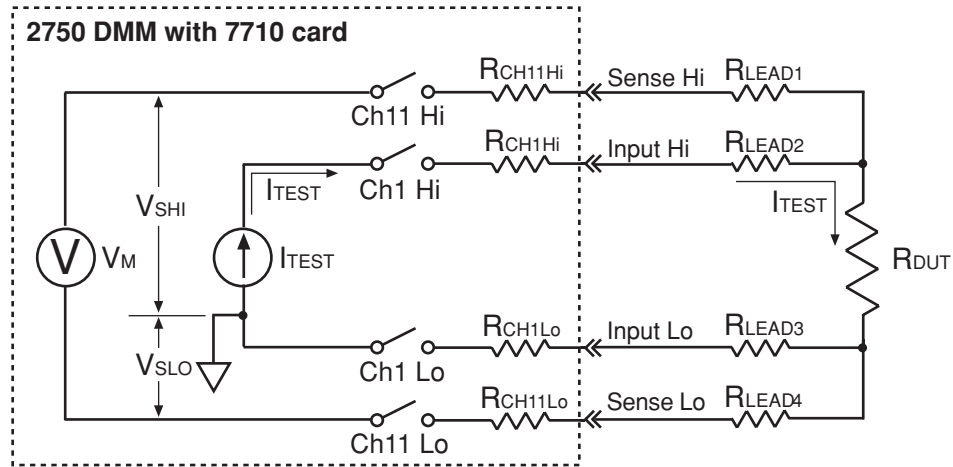 2750 DMM with 7710 card
RCH11Hi
Sense Hi
RLEAD1
Ch11 Hi
RCH1Hi
Input Hi
RLEAD2
Ch1 Hi
ITEST
ITEST
VSHI
V
VM
ITEST
RDUT
RCH1Lo
Input Lo
RLEAD3
VSLO
Ch1 Lo
RCH11Lo
Sense Lo
RLEAD4
Ch11 Lo